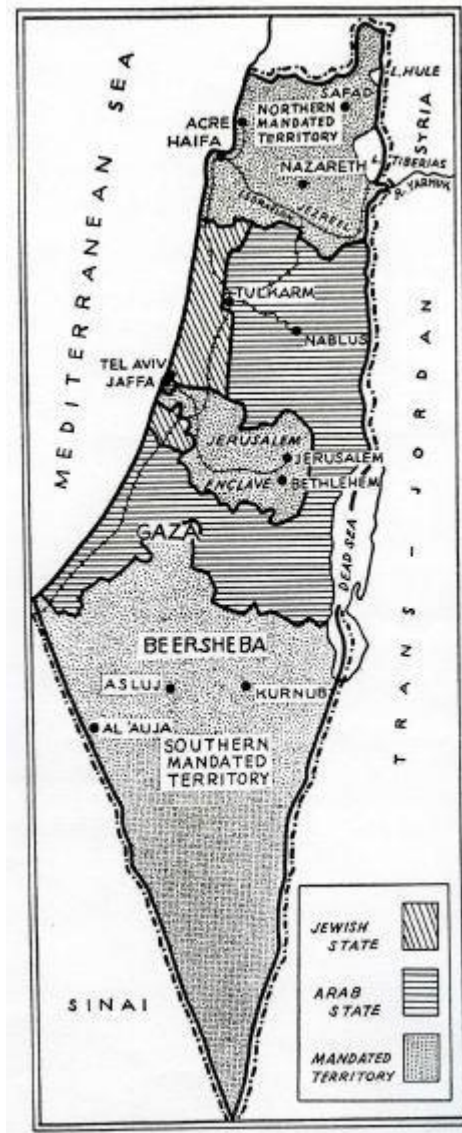 MEDITERRANEAN SEA
L. HULE
SYRIA
SAFAD
NORTHERN
MANDATED
TERRITORY
ACRE
HAIFA
L. TIBERIAS
NAZARETH
R. YARMUK
ESDRAELON
JEZREEL
TULKARM
NABLUS
TEL AVIV
JAFFA
JERUSALEM
ENCLAVE
JERUSALEM
BETHLEHEM
TRANS – JORDAN
GAZA
DEAD SEA
BEERSHEBA
ASLUJ
KURNUB
AL 'AUJA
SOUTHERN
MANDATED
TERRITORY
SINAI
JEWISH
STATE
ARAB
STATE
MANDATED
TERRITORY